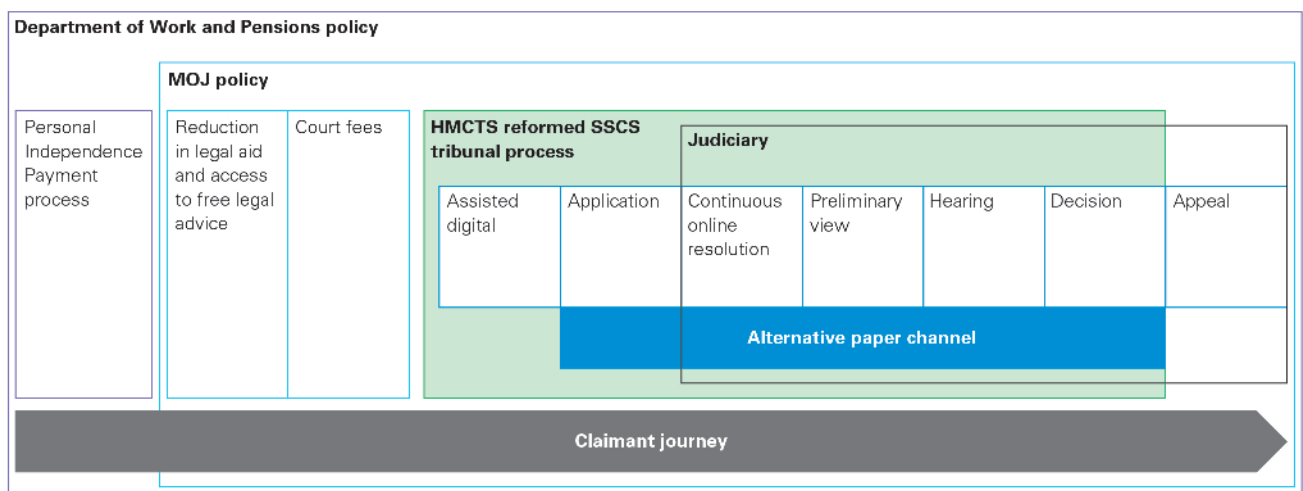 Department of Work and Pensions policy
MOJ policy
Personal
Independence
Payment
process
Reduction
in legal aid
and access
to free legal
advice
Court fees
HMCTS reformed SSCS
tribunal process
Judiciary
Assisted
digital
Application
Continuous
online
resolution
Preliminary
view
Hearing
Decision
Appeal
Alternative paper channel
Claimant journey